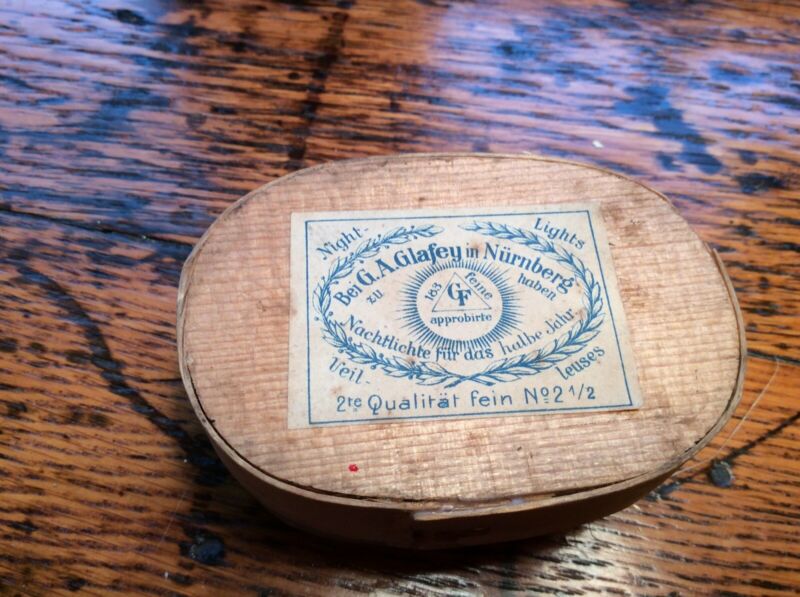 Night- Lights
Bei G.A.Glafey in Nürnberg
zu haben
183 feine
GF
approbirte
Nachtlichte für das halbe Jahr
Veil- leuses
2te Qualität fein No 2 1/2